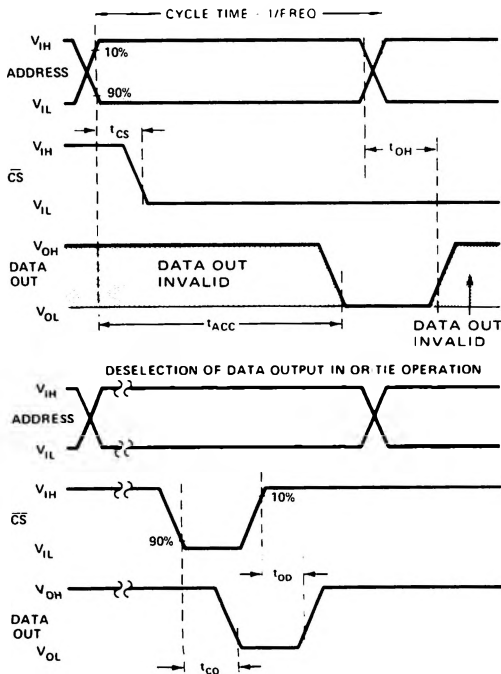 CYCLE TIME - 1/FREQ
VIH
10%
ADDRESS
90%
VIL
tCS
VIH
tOH
CS
VIL
VOH
DATA OUT
DATA OUT INVALID
VOL
tACC
DATA OUT INVALID
DESELECTION OF DATA OUTPUT IN OR-TIE OPERATION
VIH
ADDRESS
VIL
VIH
10%
CS
90%
VIL
tOD
VOH
DATA OUT
VOL
tCO